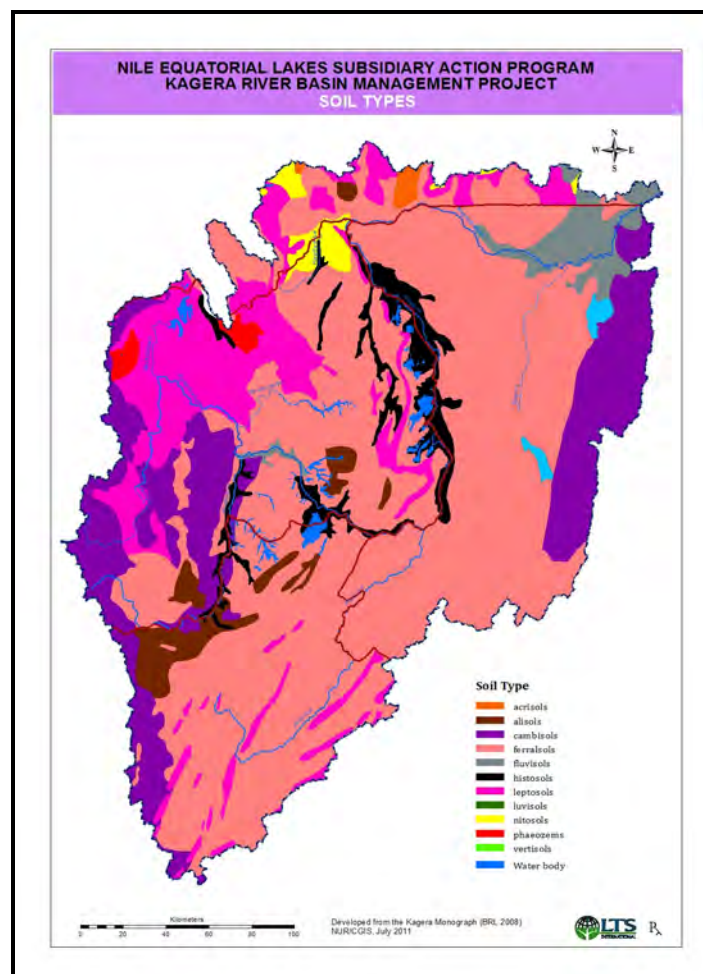 NILE EQUATORIAL LAKES SUBSIDIARY ACTION PROGRAM
KAGERA RIVER BASIN MANAGEMENT PROJECT
SOIL TYPES
N
W E
S
Soil Type
acrisols
alisols
cambisols
ferralsols
fluvisols
histosols
leptosols
luvisols
nitosols
phaeozems
vertisols
Water body
Kilometers
0 20 40 60 80 100
Developed from the Kagera Monograph (BRL 2008)
NUR/CGIS, July 2011
LTS
INTERNATIONAL